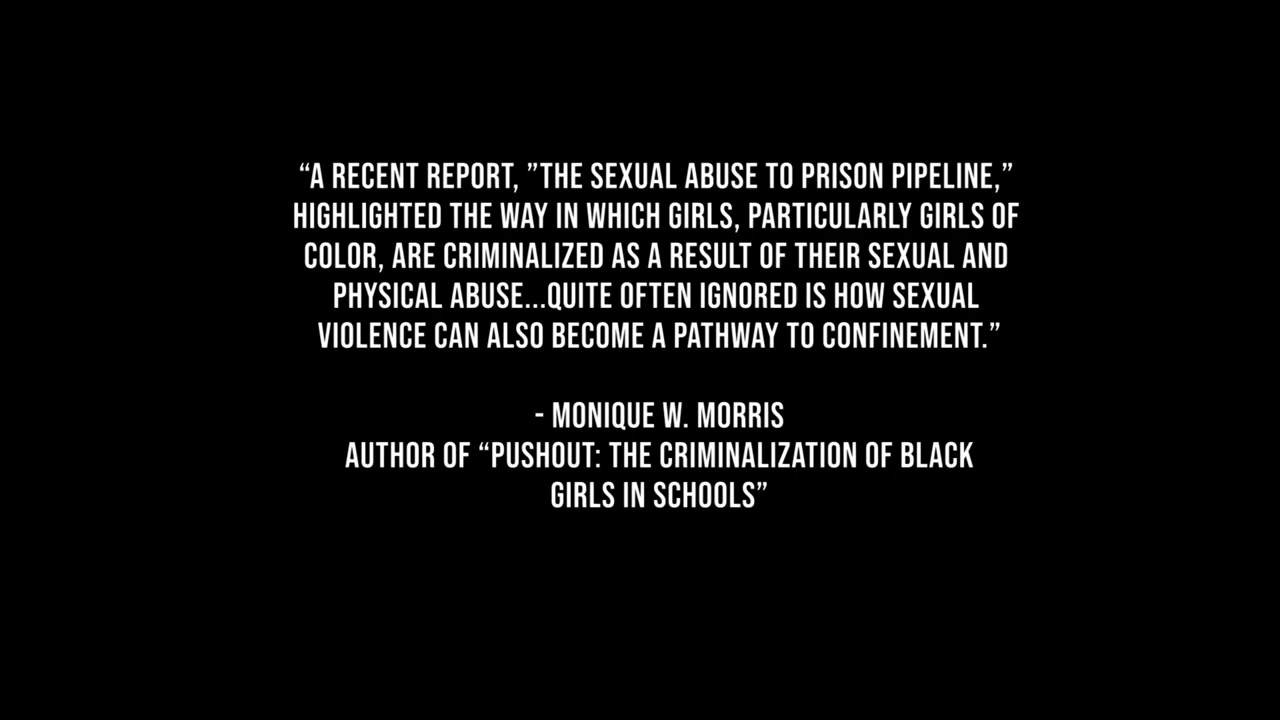 “A RECENT REPORT, ”THE SEXUAL ABUSE TO PRISON PIPELINE,”
HIGHLIGHTED THE WAY IN WHICH GIRLS, PARTICULARLY GIRLS OF
COLOR, ARE CRIMINALIZED AS A RESULT OF THEIR SEXUAL AND
PHYSICAL ABUSE...QUITE OFTEN IGNORED IS HOW SEXUAL
VIOLENCE CAN ALSO BECOME A PATHWAY TO CONFINEMENT.”
- MONIQUE W. MORRIS
AUTHOR OF “PUSHOUT: THE CRIMINALIZATION OF BLACK
GIRLS IN SCHOOLS”